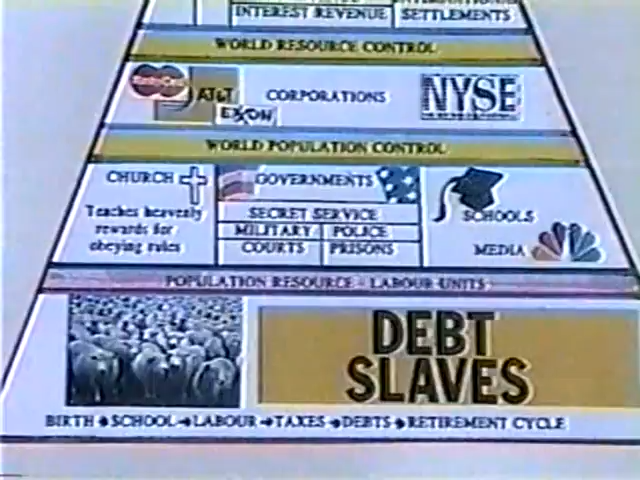 INTEREST REVENUE
SETTLEMENTS
WORLD RESOURCE CONTROL
MasterCard
AT&T
EXXON
CORPORATIONS
NYSE
WORLD POPULATION CONTROL
CHURCH
Teaches heavenly
rewards for
obeying rules
GOVERNMENTS
SECRET SERVICE
MILITARY
POLICE
COURTS
PRISONS
SCHOOLS
MEDIA
POPULATION RESOURCE - LABOUR UNITS
DEBT
SLAVES
BIRTH → SCHOOL → LABOUR → TAXES → DEBTS → RETIREMENT CYCLE